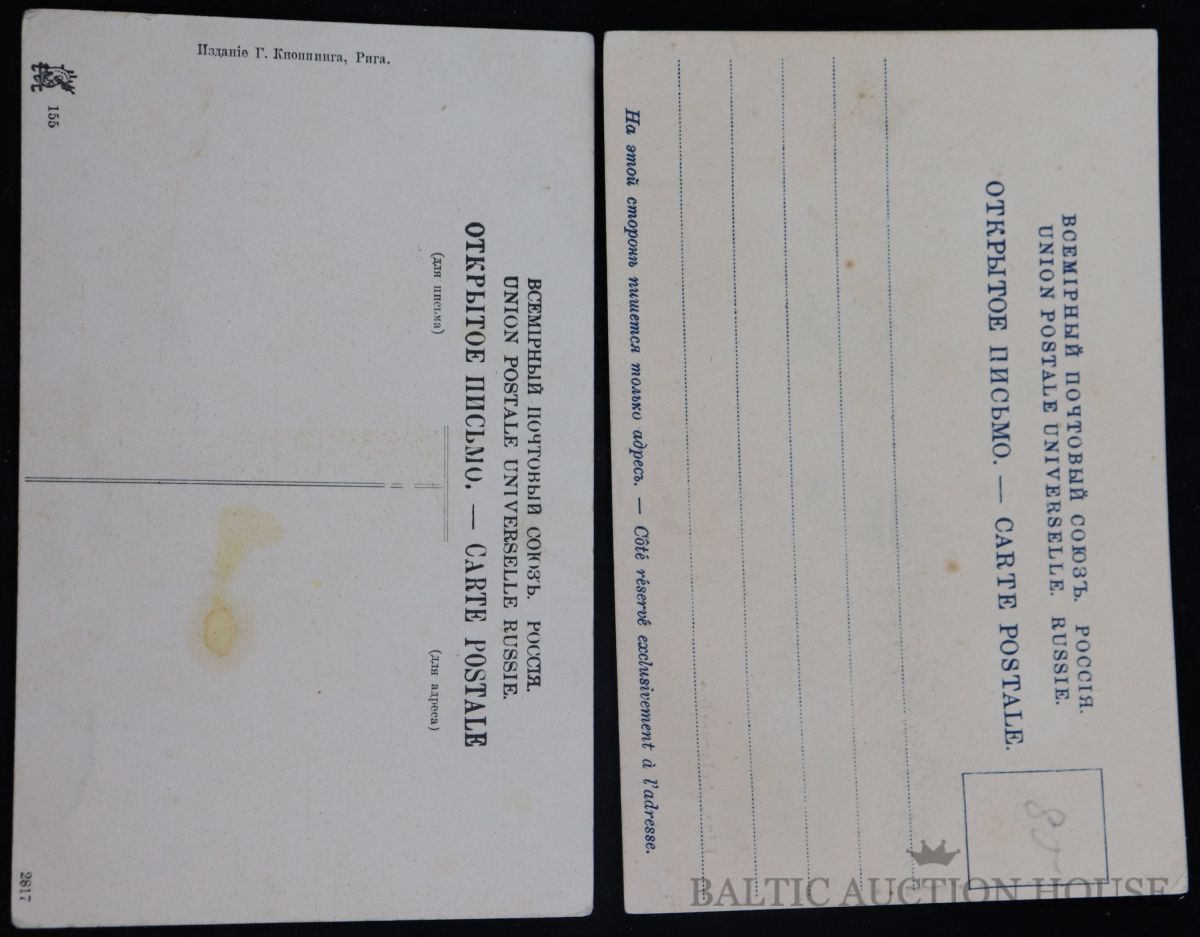 Изданіе Г. Кноппинга, Рига.
155
ВСЕМІРНЫЙ ПОЧТОВЫЙ СОЮЗЪ. РОССІЯ.
UNION POSTALE UNIVERSELLE RUSSIE.
ОТКРЫТОЕ ПИСЬМО. — CARTE POSTALE
(для письма)
(для адреса)
2817
ВСЕМІРНЫЙ ПОЧТОВЫЙ СОЮЗЪ. РОССІЯ.
UNION POSTALE UNIVERSELLE. RUSSIE.
ОТКРЫТОЕ ПИСЬМО. — CARTE POSTALE.
На этой сторонѣ пишется только адресъ. — Côté réservé exclusivement à l'adresse.
BALTIC AUCTION HOUSE